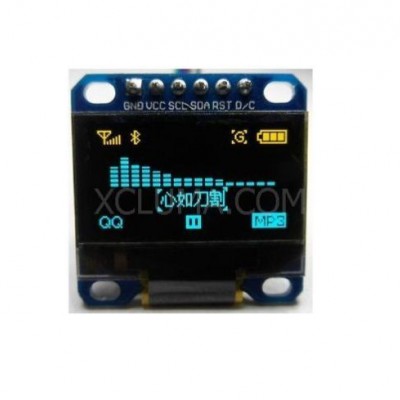 GND VCC SCL SDA RST D/C
G
XCLUMA.COM
[心如刀割]
QQ MP3